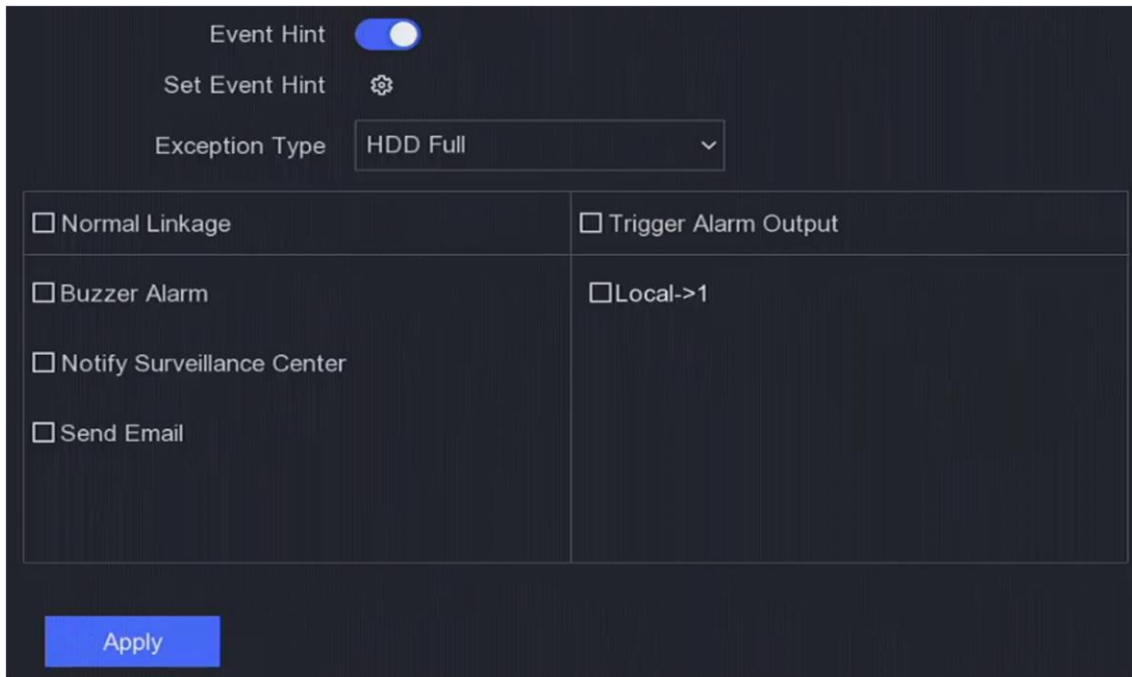 Event Hint
Set Event Hint
Exception Type HDD Full
Normal Linkage Trigger Alarm Output
Buzzer Alarm Local->1
Notify Surveillance Center
Send Email
Apply